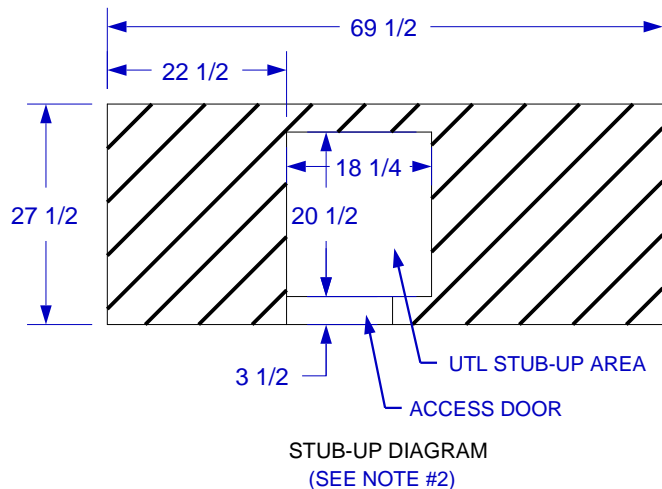 69 1/2
22 1/2
18 1/4
27 1/2
20 1/2
3 1/2
UTL STUB-UP AREA
ACCESS DOOR
STUB-UP DIAGRAM
(SEE NOTE #2)